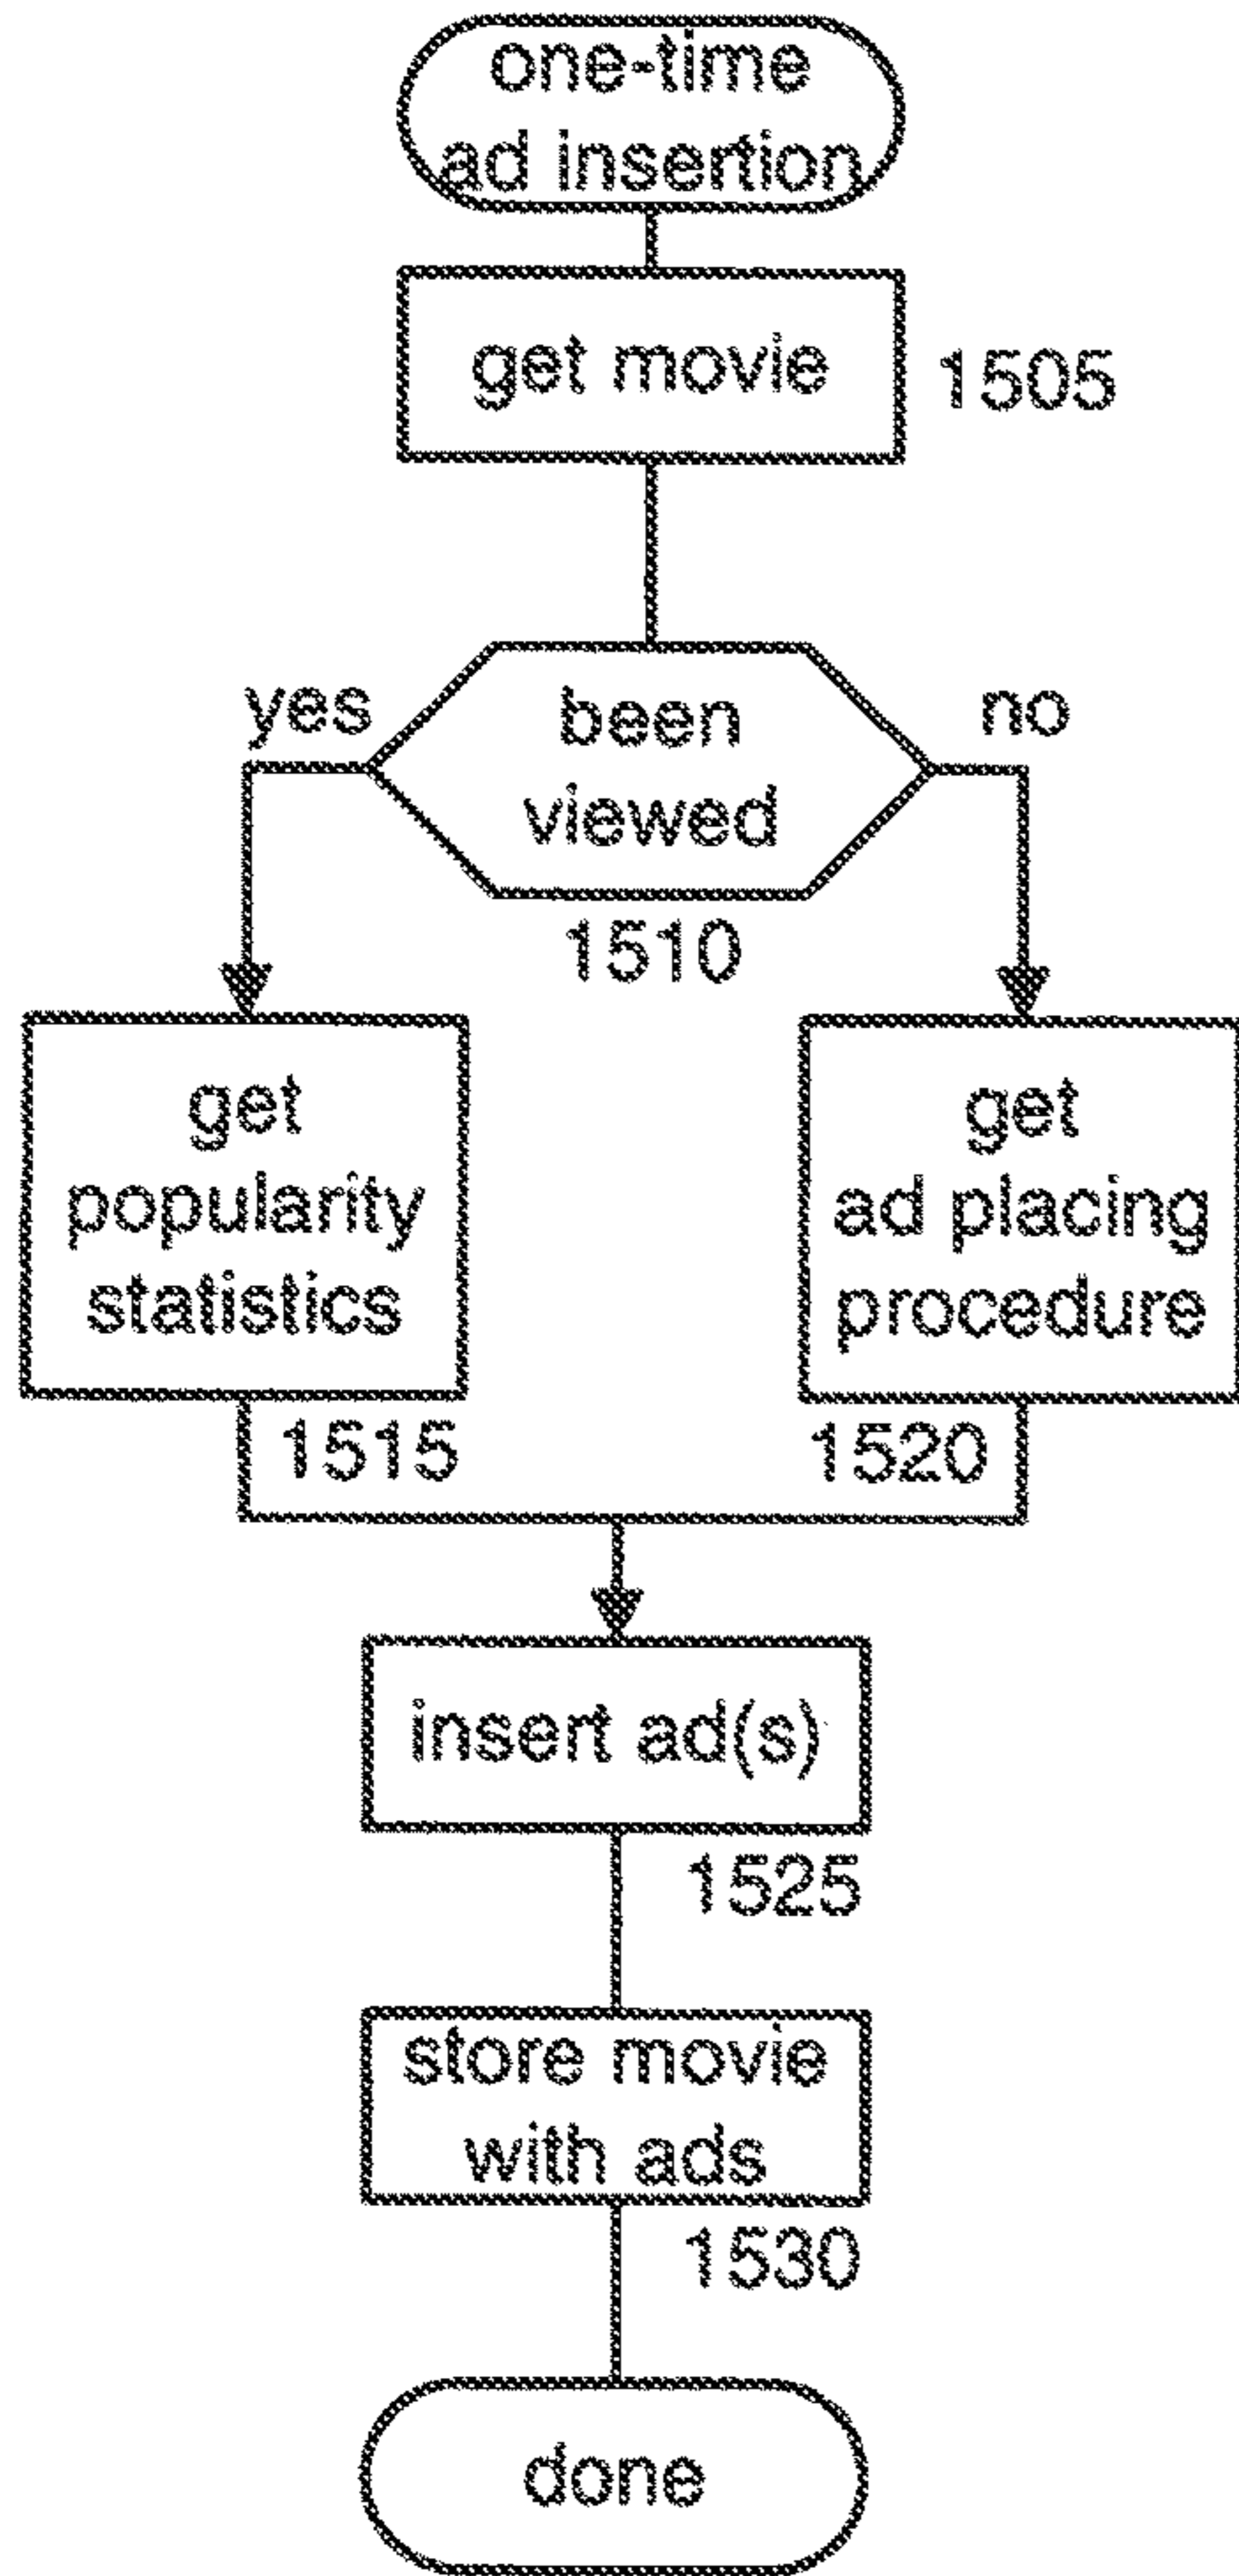 one-time
ad insertion
get movie
1505
yes
been
viewed
no
1510
get
popularity
statistics
1515
get
ad placing
procedure
1520
insert ad(s)
1525
store movie
with ads
1530
done